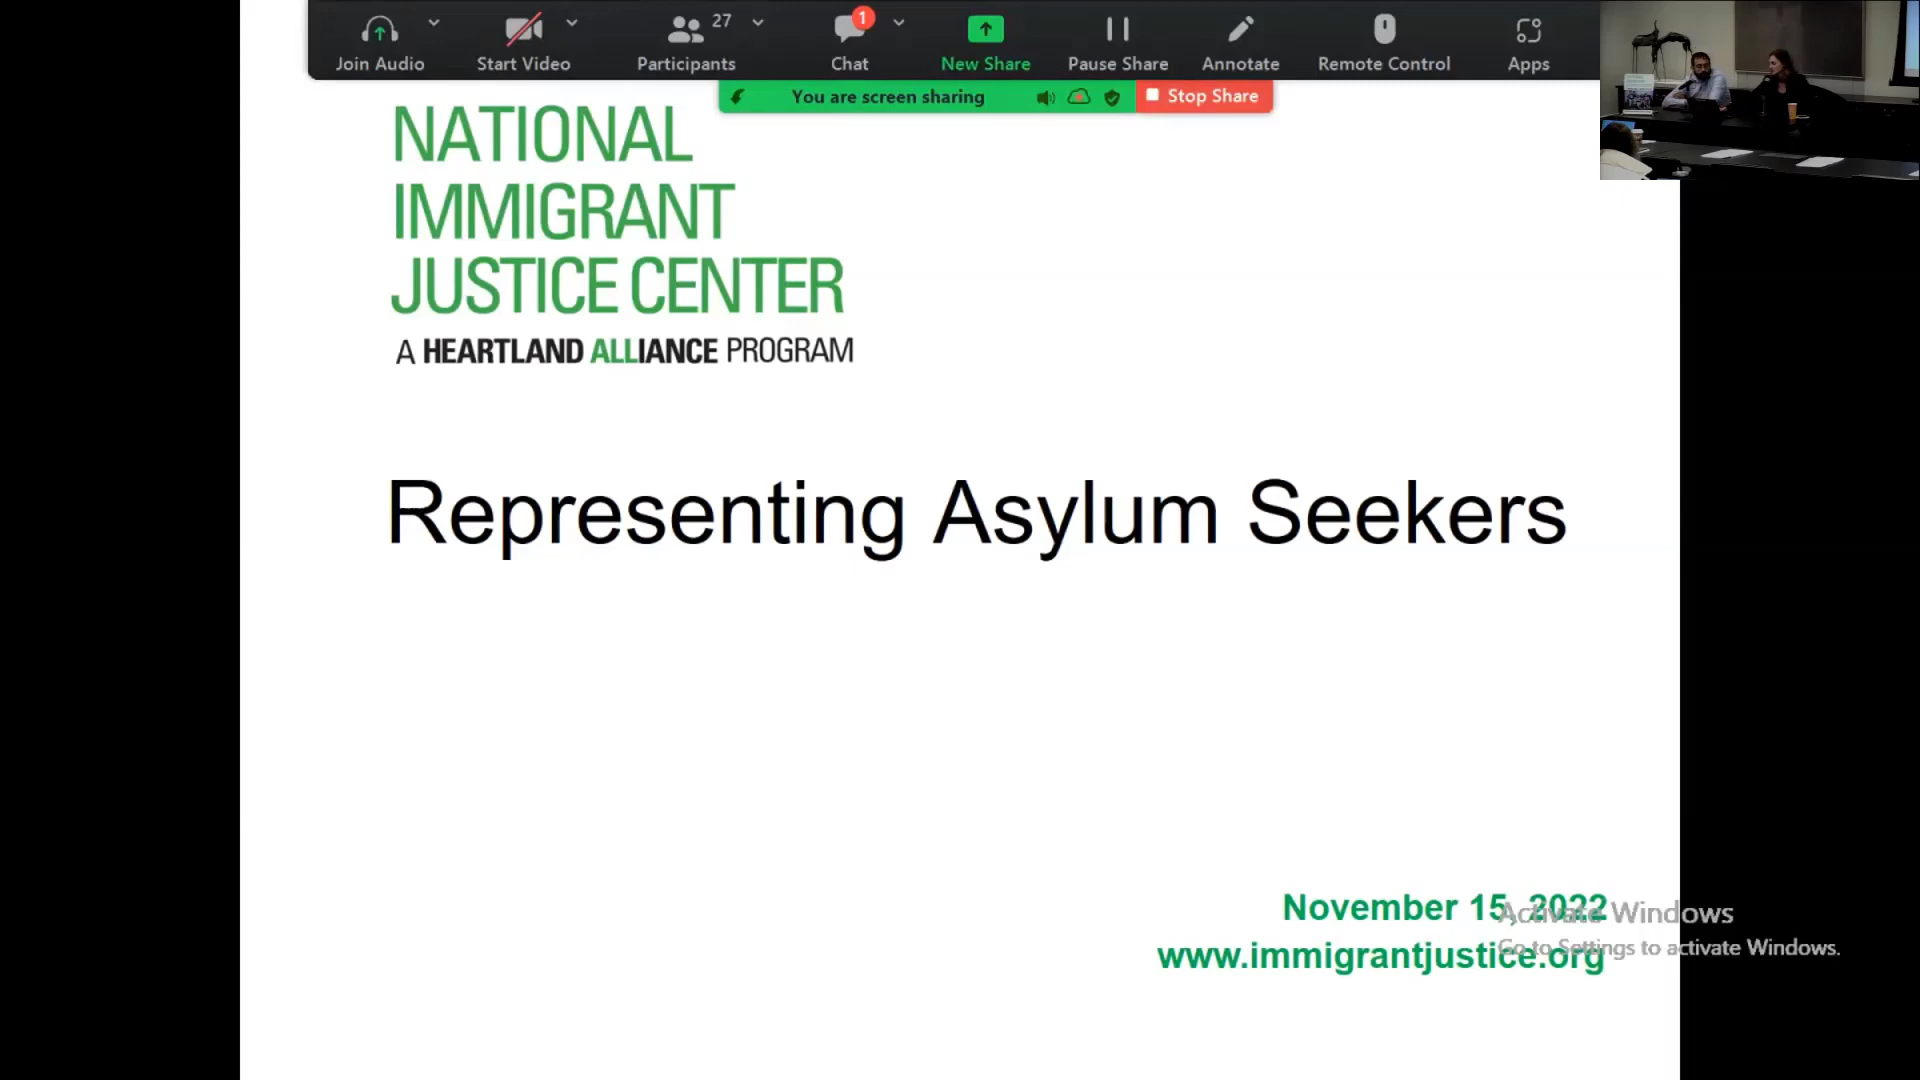 Join Audio
Start Video
27
Participants
1
Chat
New Share
Pause Share
Annotate
Remote Control
Apps
You are screen sharing
Stop Share
NATIONAL
IMMIGRANT
JUSTICE CENTER
A HEARTLAND ALLIANCE PROGRAM
Representing Asylum Seekers
November 15, 2022
www.immigrantjustice.org
Activate Windows
Go to Settings to activate Windows.